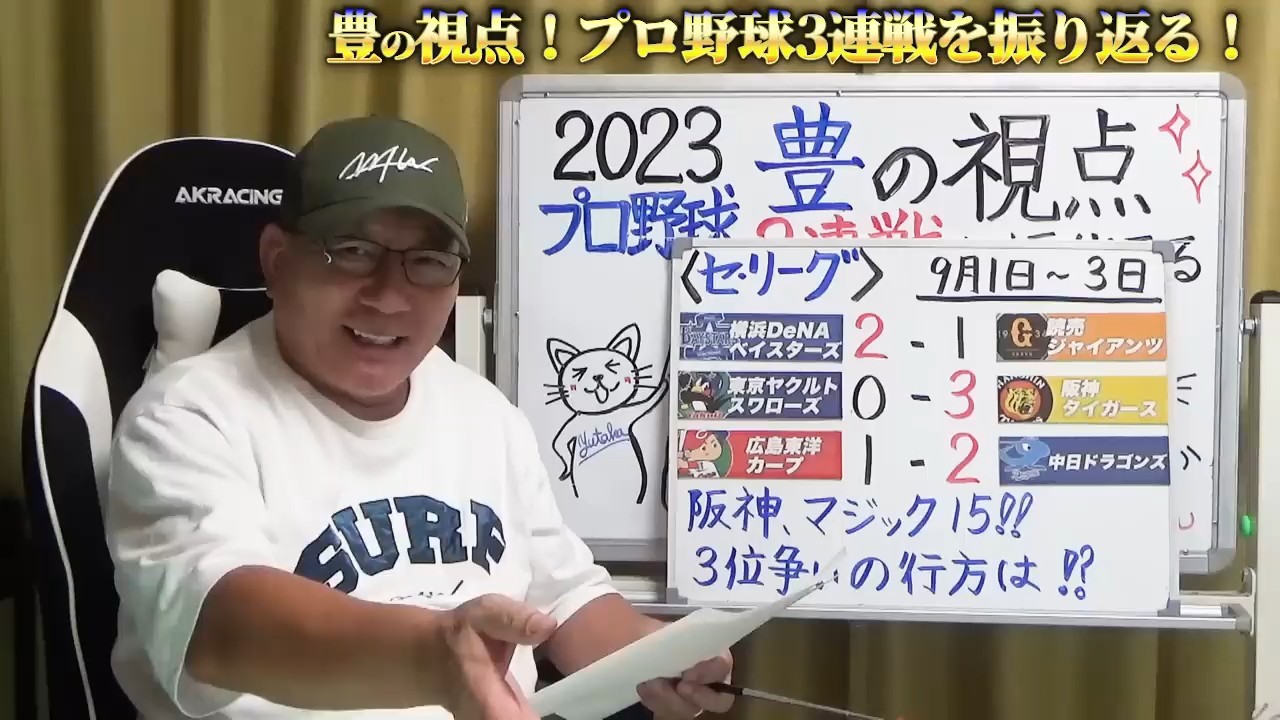 豊の視点!プロ野球3連戦を振り返る!
AKRACING
2023 豊の視点
プロ野球 3連戦
る
Yutaka
SURF
〈セ・リーグ〉 9月1日~3日
横浜DeNA
ベイスターズ
2 - 1
読売
ジャイアンツ
東京ヤクルト
スワローズ
0 - 3
阪神
タイガース
広島東洋
カープ
1 - 2
中日ドラゴンズ
阪神、マジック15!!
3位争いの行方は!?